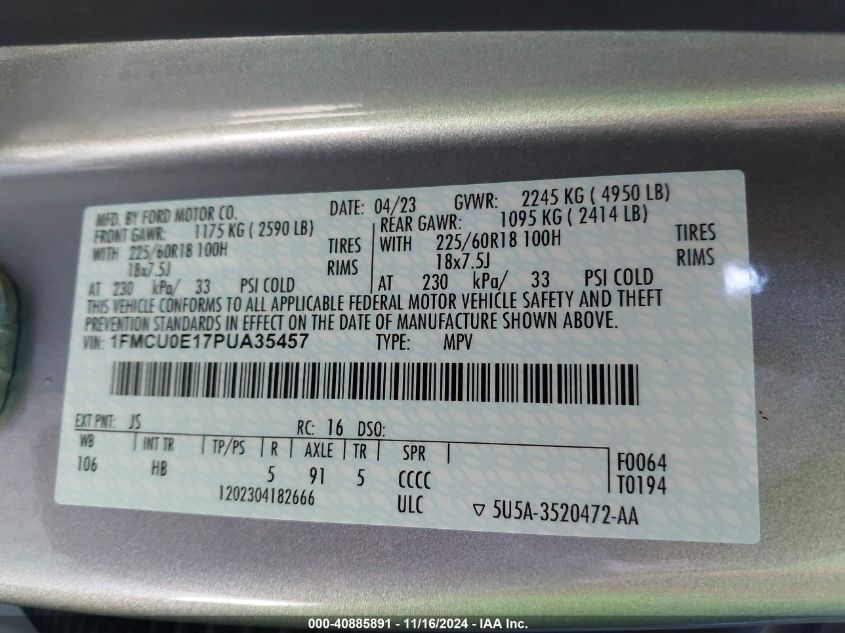 MFD. BY FORD MOTOR CO. DATE: 04/23 GVWR: 2245 KG ( 4950 LB)
FRONT GAWR: 1175 KG ( 2590 LB) REAR GAWR: 1095 KG ( 2414 LB)
WITH 225/60R18 100H TIRES WITH 225/60R18 100H TIRES
18x7.5J RIMS 18x7.5J RIMS
AT 230 kPa/ 33 PSI COLD AT 230 kPa/ 33 PSI COLD
THIS VEHICLE CONFORMS TO ALL APPLICABLE FEDERAL MOTOR VEHICLE SAFETY AND THEFT
PREVENTION STANDARDS IN EFFECT ON THE DATE OF MANUFACTURE SHOWN ABOVE.
VIN: 1FMCU0E17PUA35457 TYPE: MPV
EXT PNT: JS RC: 16 DSO:
WB INT TR TP/PS R AXLE TR SPR
106 HB 5 91 5 CCCC F0064
T0194
1202304182666 ULC 5U5A-3520472-AA
000-40885891 - 11/16/2024 - IAA Inc.